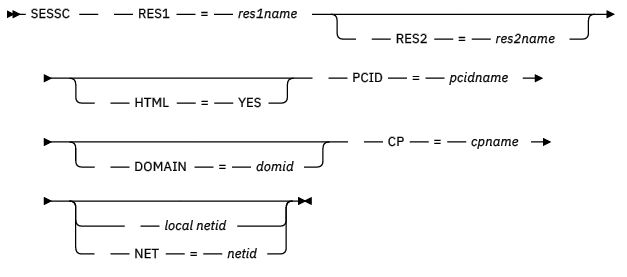 SESSC RES1 = res1name
RES2 = res2name
HTML = YES
PCID = pcidname
DOMAIN = domid
CP = cpname
local netid
NET = netid